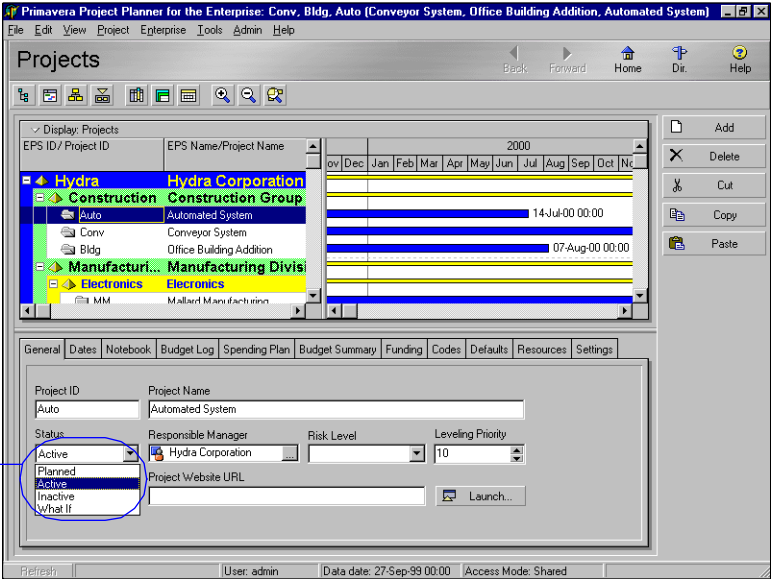 Primavera Project Planner for the Enterprise: Conv, Bldg, Auto (Conveyor System, Office Building Addition, Automated System)
File Edit View Project Enterprise Tools Admin Help
Projects
Back Forward Home Dir. Help
Display: Projects
EPS ID/ Project ID EPS Name/Project Name 2000
ov Dec Jan Feb Mar Apr May Jun Jul Aug Sep Oct No
Hydra Hydra Corporation
Construction Construction Group
Auto Automated System 14-Jul-00 00:00
Conv Conveyor System
Bldg Office Building Addition 07-Aug-00 00:00
Manufacturi... Manufacturing Divisi
Electronics Elecronics
MM Mallard Manufacturing
Add
Delete
Cut
Copy
Paste
General Dates Notebook Budget Log Spending Plan Budget Summary Funding Codes Defaults Resources Settings
Project ID Project Name
Auto Automated System
Status Responsible Manager Risk Level Leveling Priority
Active Hydra Corporation ... 10
Planned
Active
Inactive
What If
Project Website URL
Launch...
Refresh User: admin Data date: 27-Sep-99 00:00 Access Mode: Shared